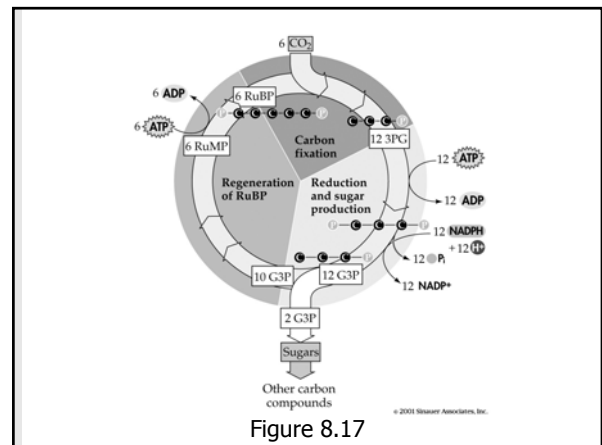 6 CO₂
6 ADP
6 RuBP
P C C C C C P
6 ATP
C C C P
6 RuMP
12 3PG
Carbon
fixation
12 ATP
Regeneration
of RuBP
Reduction
and sugar
production
12 ADP
P C C C P
12 NADPH
+ 12 H+
12 Pi
C C C P
10 G3P
12 G3P
12 NADP+
2 G3P
Sugars
Other carbon
compounds
© 2001 Sinauer Associates, Inc.
Figure 8.17